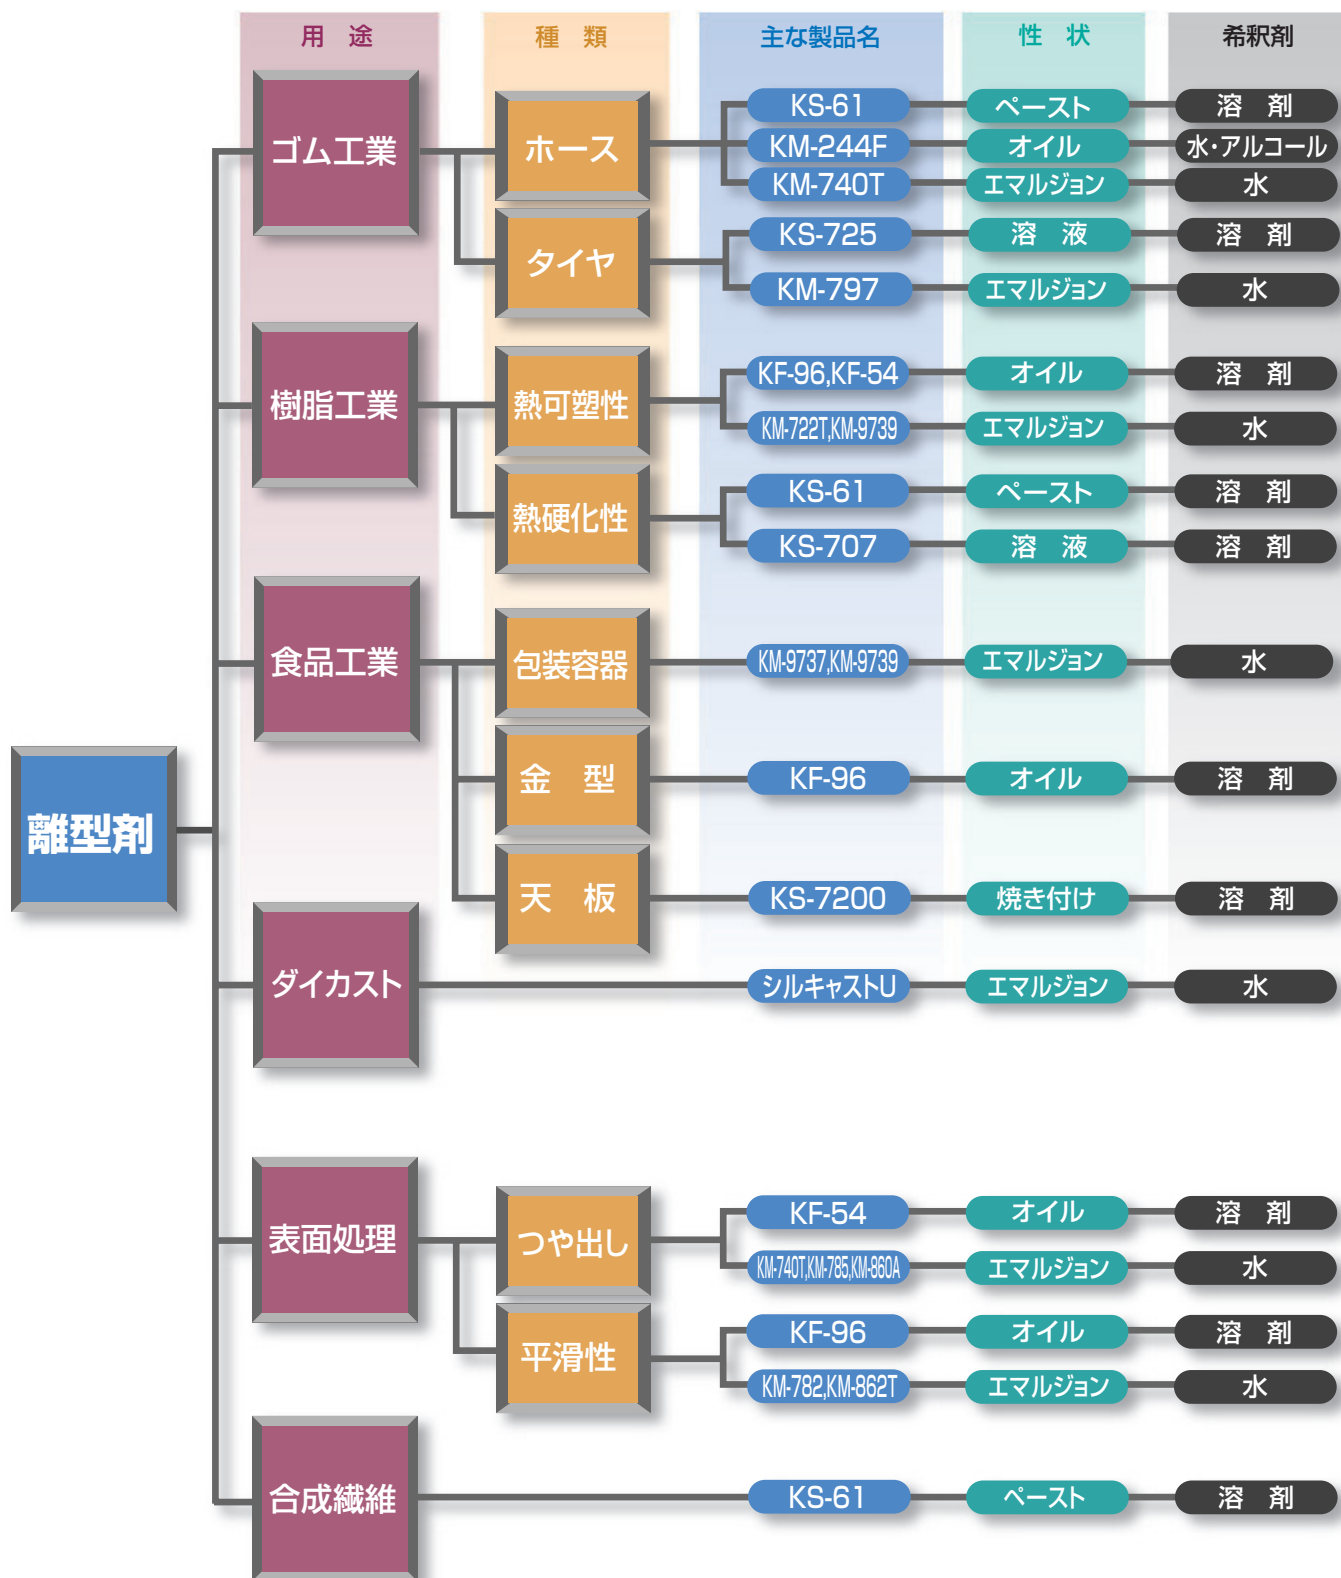 用 途 種 類 主な製品名 性 状 希釈剤
離型剤
ゴム工業
ホース
KS-61 ペースト 溶 剤
KM-244F オイル 水・アルコール
KM-740T エマルジョン 水
タイヤ
KS-725 溶 液 溶 剤
KM-797 エマルジョン 水
樹脂工業
熱可塑性
KF-96,KF-54 オイル 溶 剤
KM-722T,KM-9739 エマルジョン 水
熱硬化性
KS-61 ペースト 溶 剤
KS-707 溶 液 溶 剤
食品工業
包装容器
KM-9737,KM-9739 エマルジョン 水
金 型
KF-96 オイル 溶 剤
天 板
KS-7200 焼き付け 溶 剤
ダイカスト
シルキャストU エマルジョン 水
表面処理
つや出し
KF-54 オイル 溶 剤
KM-740T,KM-785,KM-860A エマルジョン 水
平滑性
KF-96 オイル 溶 剤
KM-782,KM-862T エマルジョン 水
合成繊維
KS-61 ペースト 溶 剤